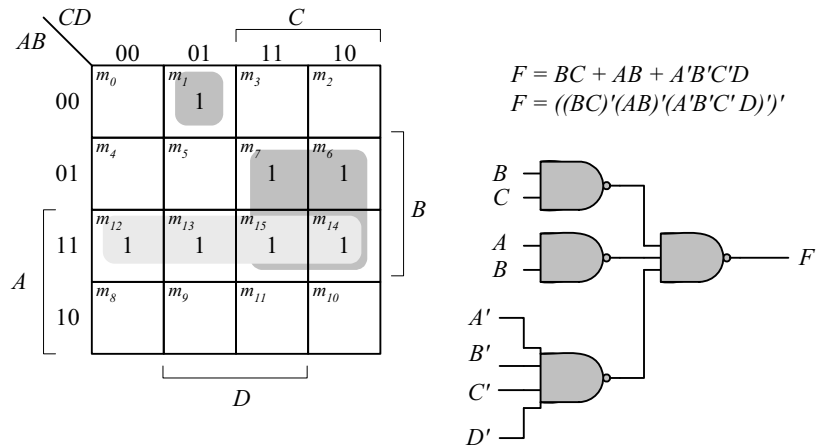 CD
C
AB
00 01 11 10
F = BC + AB + A'B'C'D
F = ((BC)'(AB)'(A'B'C' D)')'
00 m0 m1 1 m3 m2
01 m4 m5 m7 1 m6 1
B
11 m12 1 m13 1 m15 1 m14 1
A
10 m8 m9 m11 m10
D
B
C
A
B
F
A'
B'
C'
D'